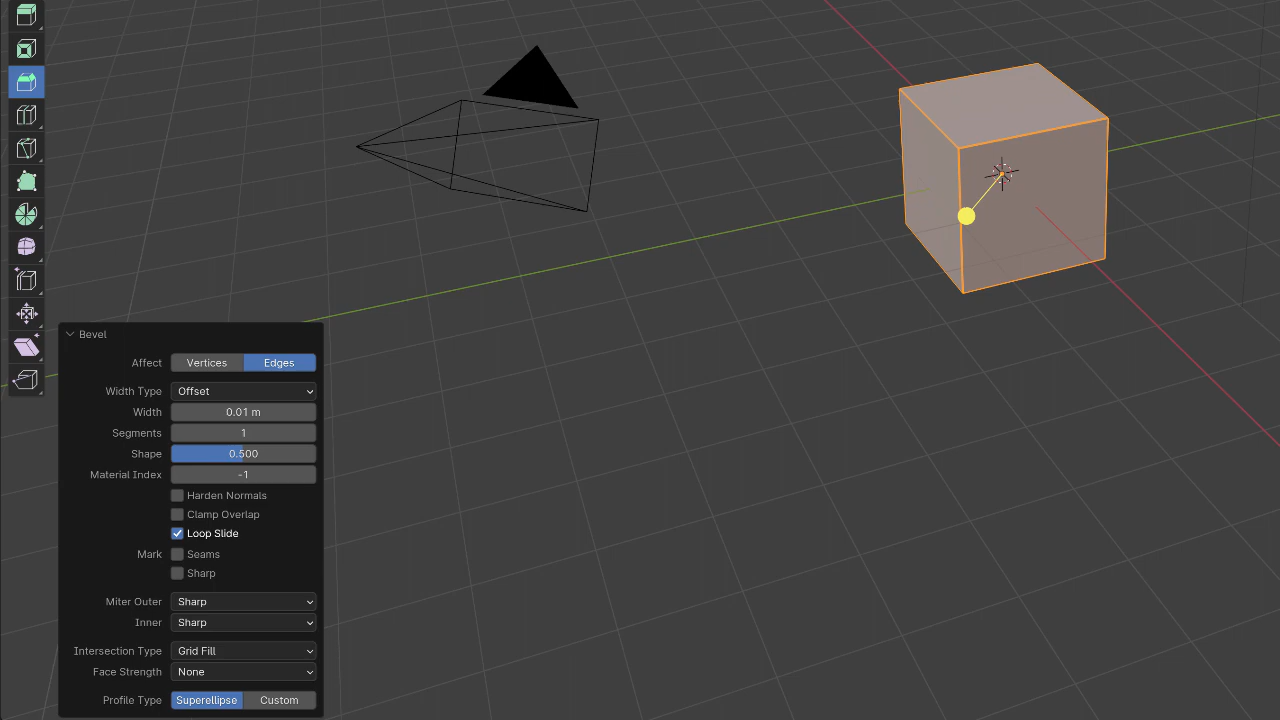 Bevel
Affect Vertices Edges
Width Type Offset
Width 0.01 m
Segments 1
Shape 0.500
Material Index -1
Harden Normals
Clamp Overlap
Loop Slide
Mark Seams
Sharp
Miter Outer Sharp
Inner Sharp
Intersection Type Grid Fill
Face Strength None
Profile Type Superellipse Custom